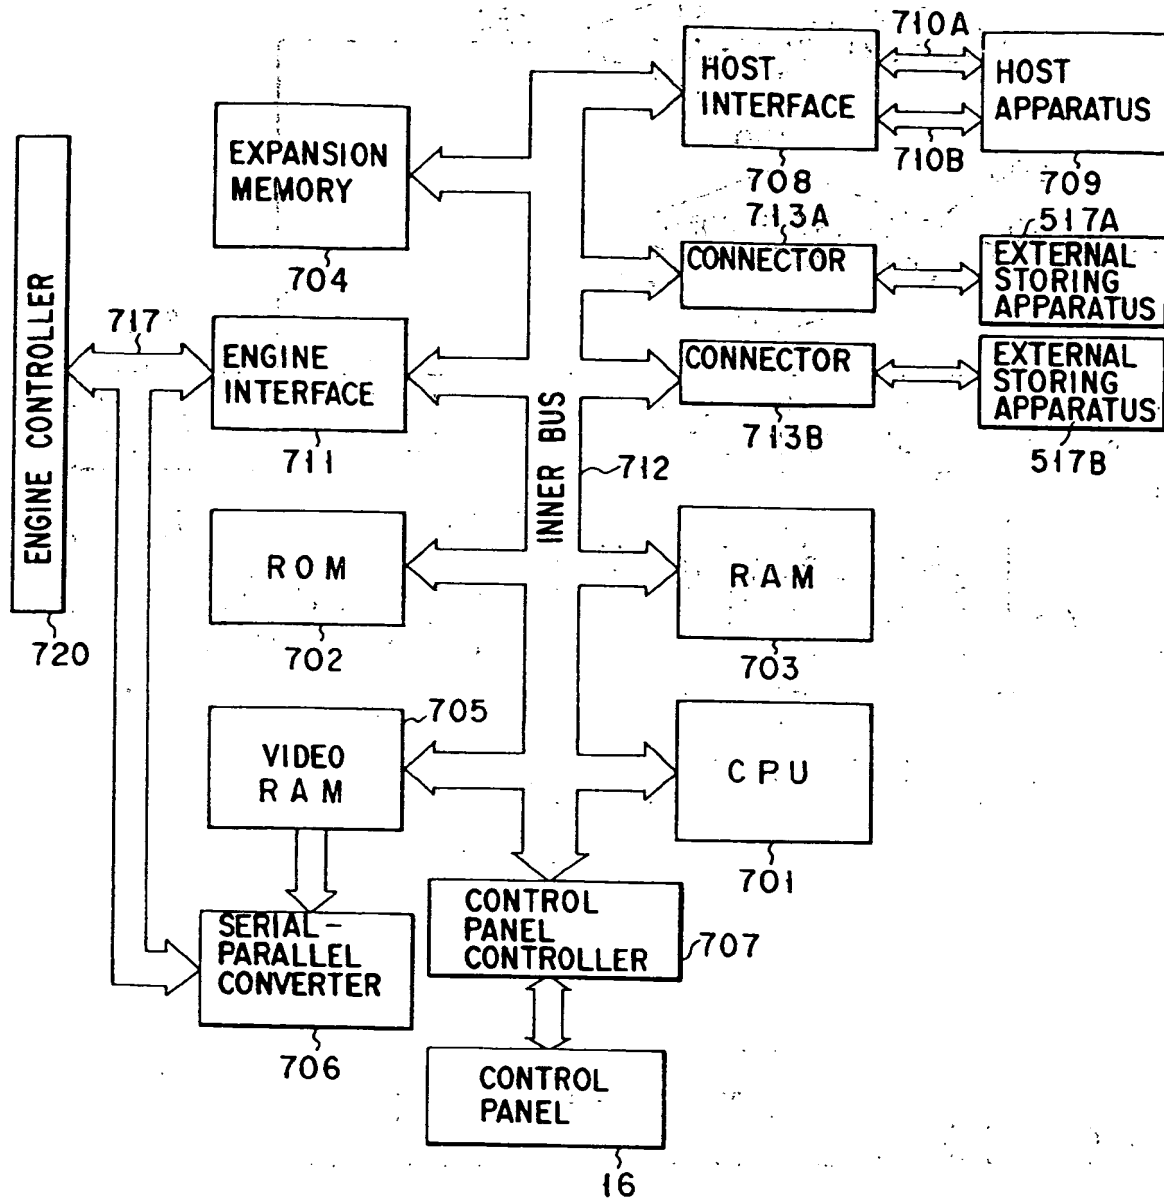 710A
HOST
INTERFACE
HOST
APPARATUS
710B
708
709
EXPANSION
MEMORY
704
713A
CONNECTOR
517A
EXTERNAL
STORING
APPARATUS
ENGINE CONTROLLER
720
717
ENGINE
INTERFACE
711
CONNECTOR
713B
EXTERNAL
STORING
APPARATUS
517B
INNER BUS
712
ROM
702
RAM
703
705
VIDEO
RAM
CPU
701
SERIAL-
PARALLEL
CONVERTER
706
CONTROL
PANEL
CONTROLLER
707
CONTROL
PANEL
16